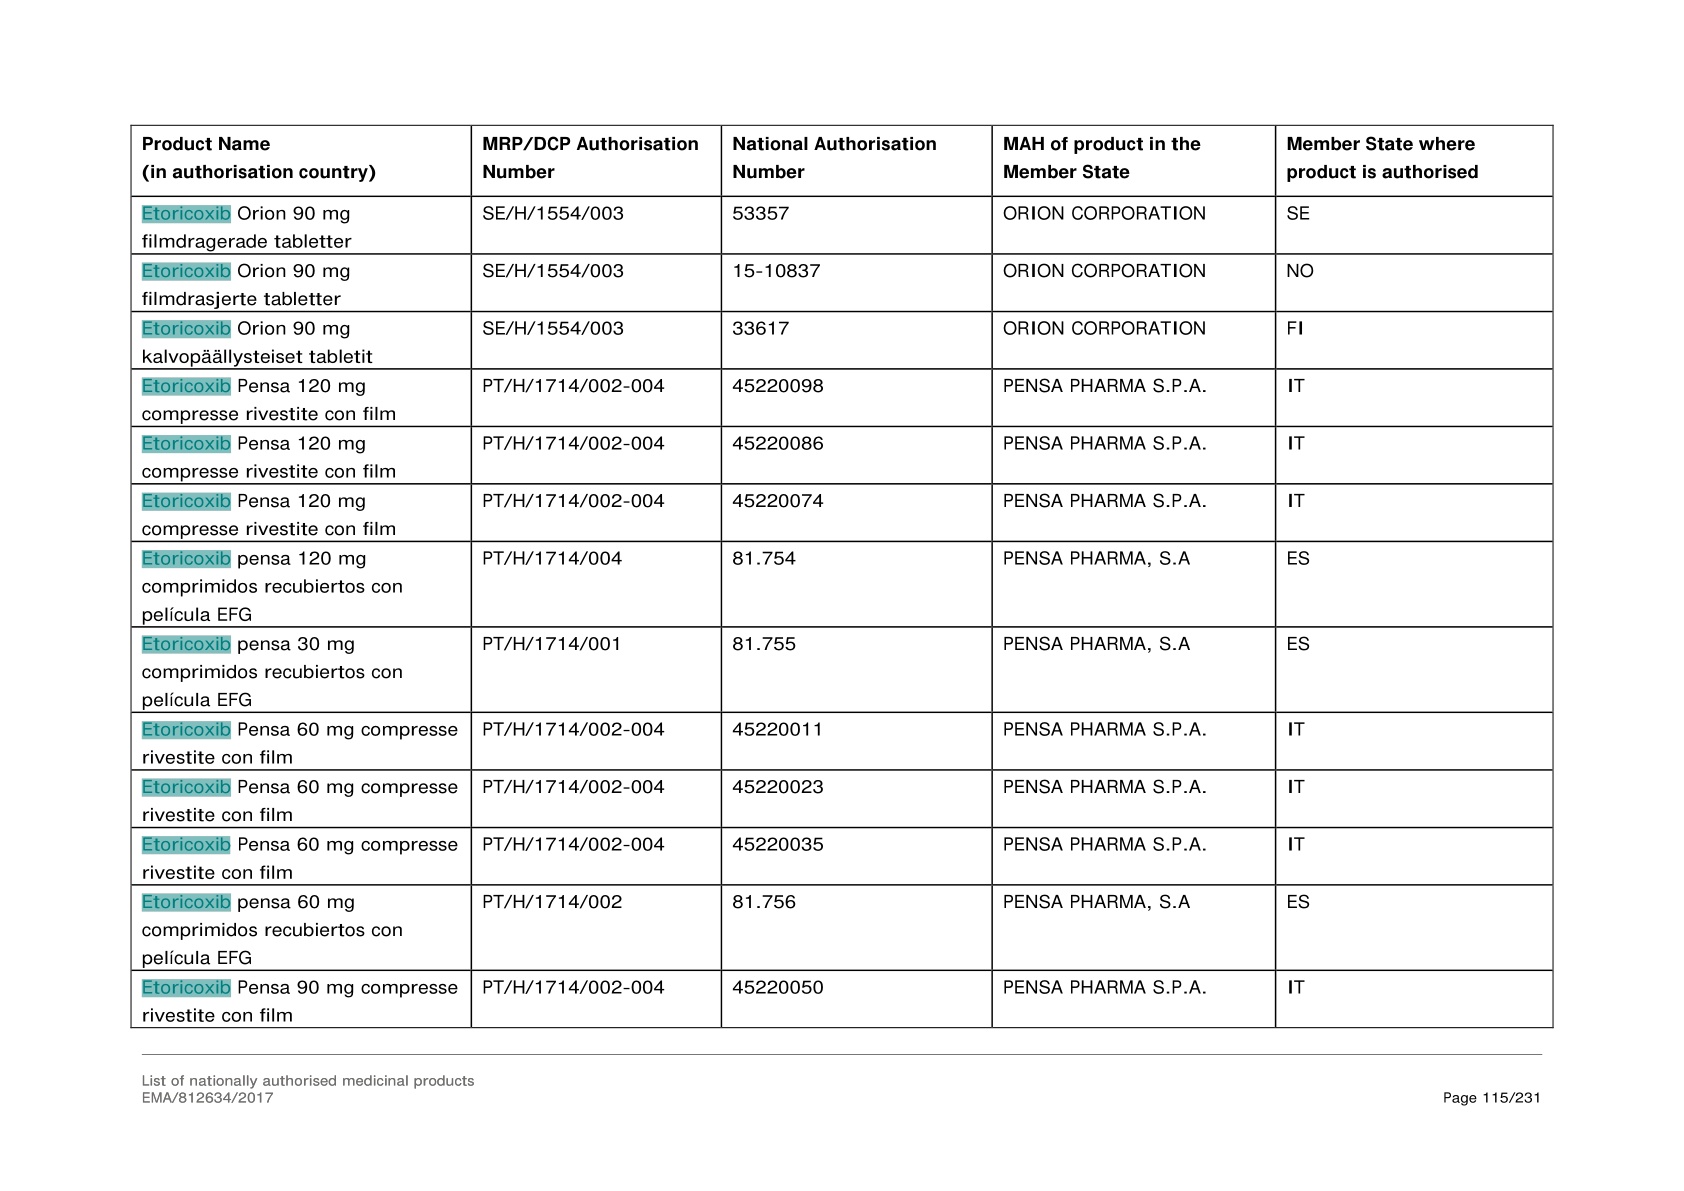 Product Name
(in authorisation country)
MRP/DCP Authorisation
Number
National Authorisation
Number
MAH of product in the
Member State
Member State where
product is authorised
Etoricoxib Orion 90 mg
filmdragerade tabletter
SE/H/1554/003
53357
ORION CORPORATION
SE
Etoricoxib Orion 90 mg
filmdrasjerte tabletter
SE/H/1554/003
15-10837
ORION CORPORATION
NO
Etoricoxib Orion 90 mg
kalvopäällysteiset tabletit
SE/H/1554/003
33617
ORION CORPORATION
FI
Etoricoxib Pensa 120 mg
compresse rivestite con film
PT/H/1714/002-004
45220098
PENSA PHARMA S.P.A.
IT
Etoricoxib Pensa 120 mg
compresse rivestite con film
PT/H/1714/002-004
45220086
PENSA PHARMA S.P.A.
IT
Etoricoxib Pensa 120 mg
compresse rivestite con film
PT/H/1714/002-004
45220074
PENSA PHARMA S.P.A.
IT
Etoricoxib pensa 120 mg
comprimidos recubiertos con
película EFG
PT/H/1714/004
81.754
PENSA PHARMA, S.A
ES
Etoricoxib pensa 30 mg
comprimidos recubiertos con
película EFG
PT/H/1714/001
81.755
PENSA PHARMA, S.A
ES
Etoricoxib Pensa 60 mg compresse
rivestite con film
PT/H/1714/002-004
45220011
PENSA PHARMA S.P.A.
IT
Etoricoxib Pensa 60 mg compresse
rivestite con film
PT/H/1714/002-004
45220023
PENSA PHARMA S.P.A.
IT
Etoricoxib Pensa 60 mg compresse
rivestite con film
PT/H/1714/002-004
45220035
PENSA PHARMA S.P.A.
IT
Etoricoxib pensa 60 mg
comprimidos recubiertos con
película EFG
PT/H/1714/002
81.756
PENSA PHARMA, S.A
ES
Etoricoxib Pensa 90 mg compresse
rivestite con film
PT/H/1714/002-004
45220050
PENSA PHARMA S.P.A.
IT
List of nationally authorised medicinal products
EMA/812634/2017
Page 115/231